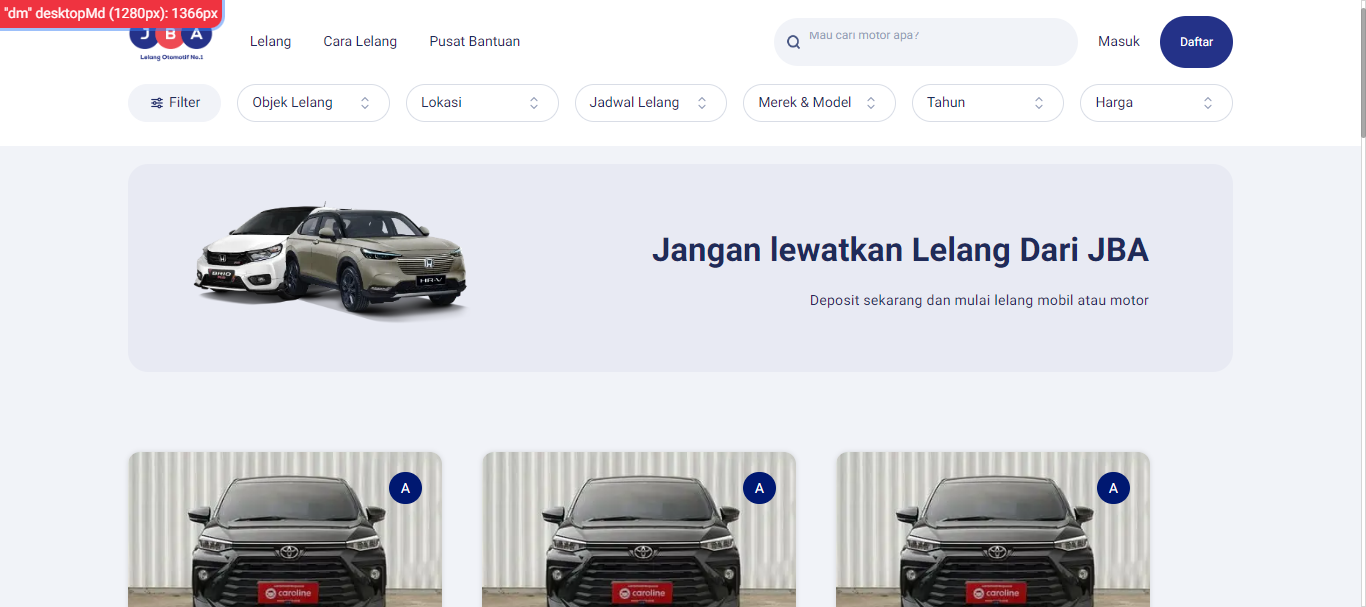 "dm" desktopMd (1280px): 1366px
J B A
Lelang Otomotif No.1
Lelang
Cara Lelang
Pusat Bantuan
Mau cari motor apa?
Masuk
Daftar
Filter
Objek Lelang
Lokasi
Jadwal Lelang
Merek & Model
Tahun
Harga
BRIO
HR-V
Jangan lewatkan Lelang Dari JBA
Deposit sekarang dan mulai lelang mobil atau motor
A
A
A
caroline
caroline
caroline